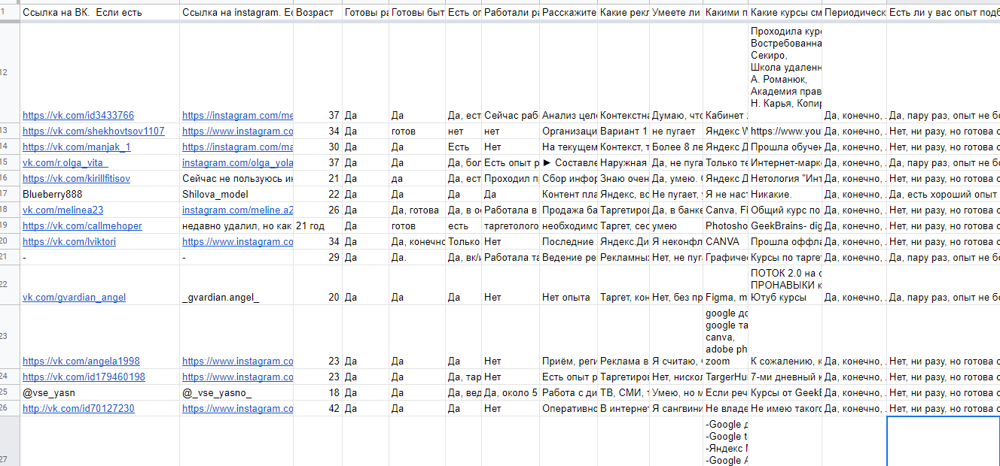 1 Ссылка на ВК. Если есть Ссылка на instagram. Ес Возраст Готовы ра Готовы быт Есть оп Работали ра Расскажите Какие рекл Умеете ли Какими п Какие курсы см Периодическ Есть ли у вас опыт подб
Проходила курс
Востребованна
Секиро,
Школа удаленн
А. Романюк,
Академия прав
Н. Карья, Копир
12 https://vk.com/id3433766 https://instagram.com/me 37 Да Да Да, ест Сейчас раб Анализ цел Контекстна Думаю, что Кабинет Да, конечно, Да, пару раз, опыт не бо
13 https://vk.com/shekhovtsov1107 https://www.instagram.co 34 Да готов нет нет Организаци Вариант 1 не пугает Яндекс W https://www.you Да, конечно, Нет, ни разу, но готова с
14 https://vk.com/manjak_1 https://instagram.com/ma 30 Да Да Есть Нет На текущем Контекст, т Более 8 ле Яндекс Д Прошла обучен Да, конечно, Нет, ни разу, но готова с
15 vk.com/r.olga_vita_ instagram.com/olga_yola 37 Да Да Да, бол Есть опыт р ► Составле Наружная Да, не пуга Только те Интернет-марк Да, конечно, Да, пару раз, опыт не бо
16 https://vk.com/kirillfitisov Сейчас не пользуюсь ин 21 Да да Да, ест Проходил п Сбор инфор Знаю очен Да, умею. Яндекс Д Нетология "Инт Да, конечно, Нет, ни разу, но готова с
17 Blueberry888 Shilova_model 22 Да Да Да Да Контент пла Яндекс, вс Не пугает, Я не наст Никакие. Да, конечно, Да, есть хороший опыт
18 vk.com/melinea23 instagram.com/meline.a2 26 Да Да, готова Да, в ос Работала в Продажа ба Таргетиров Да, в банке Canva, Fi Общий курс по Да, конечно, Нет, ни разу, но готова с
19 https://vk.com/callmehoper недавно удалил, но как 21 год Да готов есть таргетолого необходимо Таргет, сес умею Photosho GeekBrains- dig Да, конечно, Нет, ни разу, но готова с
20 https://vk.com/lviktori https://www.instagram.co 34 Да Да, конечно Только Нет Последние Яндекс.Ди Я неконфл CANVA Прошла оффла Да, конечно, Нет, ни разу, но готова с
21 - - 29 Да Да. Да, вк/и Работала та Ведение ре Рекламных Нет, не пуг Графичес Курсы по тарге Да, конечно, Да, пару раз, опыт не бо
ПОТОК 2.0 на о
ПРОНАВЫКИ к
22 vk.com/gvardian_angel _gvardian.angel_ 20 Да Да Да Нет Нет опыта Таргет, кон Нет, без пр Figma, m Ютуб курсы Да, конечно, Да, пару раз, опыт не бо
google до
google та
canva,
adobe ph
23 https://vk.com/angela1998 https://www.instagram.co 23 Да Да Да Нет Приём, реги Реклама в Я считаю, zoom К сожалению, к Да, конечно, Нет, ни разу, но готова с
24 https://vk.com/id179460198 https://www.instagram.co 23 Да Да Да, тар Нет Есть опыт р Таргетиров Нет, нискол TargerHu 7-ми дневный к Да, конечно, Нет, ни разу, но готова с
25 @vse_yasn @_vse_yasno_ 18 Да Да Да, вед Да, около 5 Работа с ди ТВ, СМИ, Умею, но м Если реч Курсы от GeekB Да, конечно, Нет, ни разу, но готова с
26 http://vk.com/id70127230 https://www.instagram.co 42 Да Да Да Нет Оперативно В интернет Я сангвини Не владе Не имею такого Да, конечно, Нет, ни разу, но готова с
27
-Google д
-Google t
-Яндекс М
-Google A